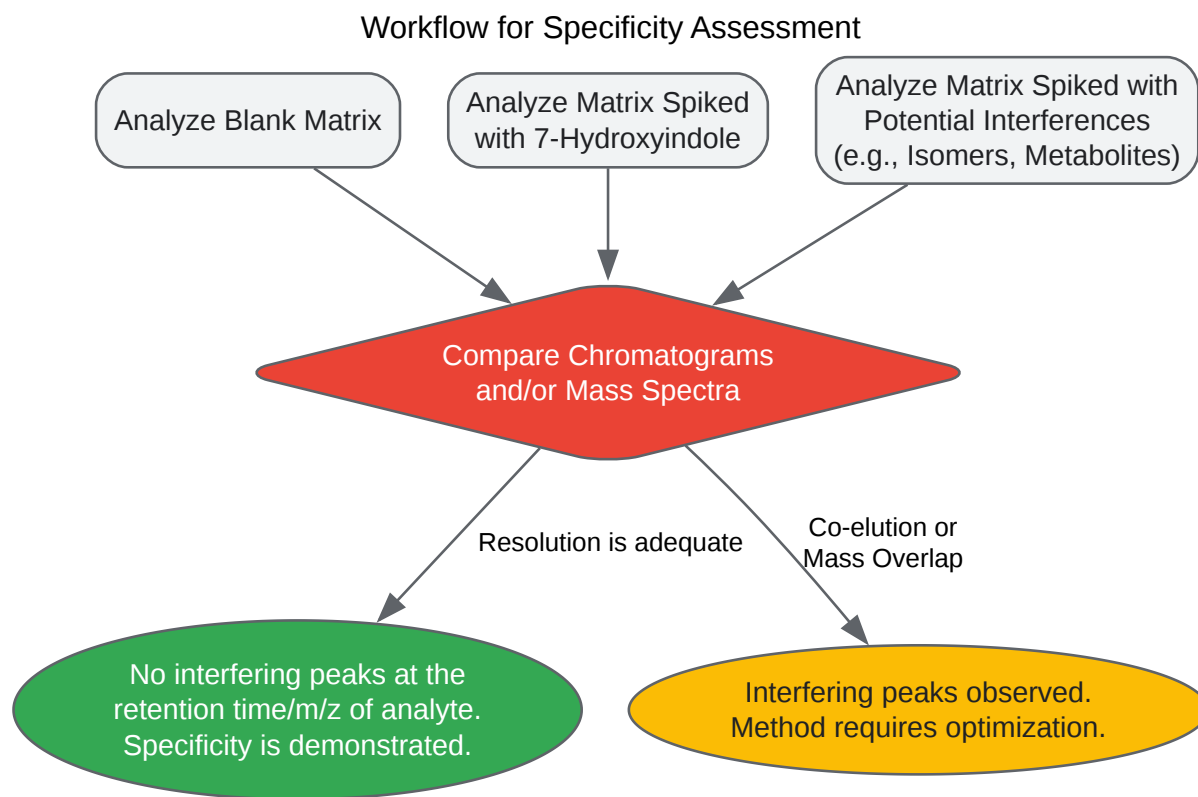 Workflow for Specificity Assessment
Analyze Blank Matrix
Analyze Matrix Spiked
with 7-Hydroxyindole
Analyze Matrix Spiked with
Potential Interferences
(e.g., Isomers, Metabolites)
Compare Chromatograms
and/or Mass Spectra
Resolution is adequate
Co-elution or
Mass Overlap
No interfering peaks at the
retention time/m/z of analyte.
Specificity is demonstrated.
Interfering peaks observed.
Method requires optimization.